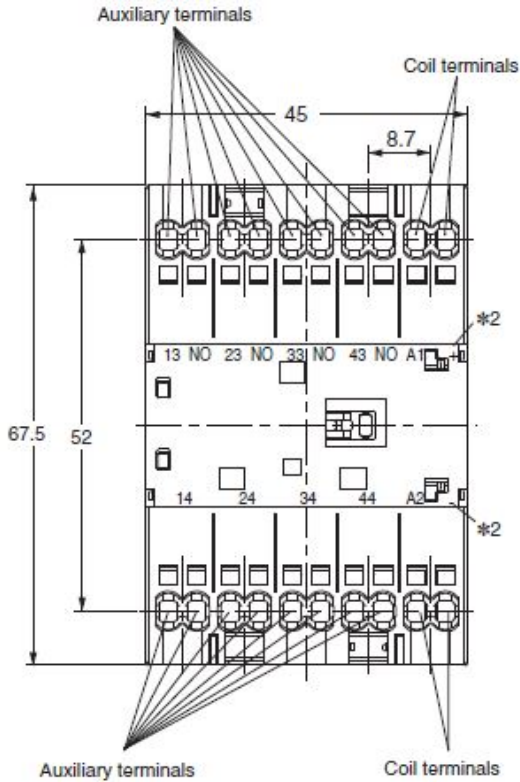 Auxiliary terminals
Coil terminals
45
8.7
*2
13 NO 23 NO 33 NO 43 NO A1 +
67.5
52
14 24 34 44 A2 -
*2
Auxiliary terminals
Coil terminals